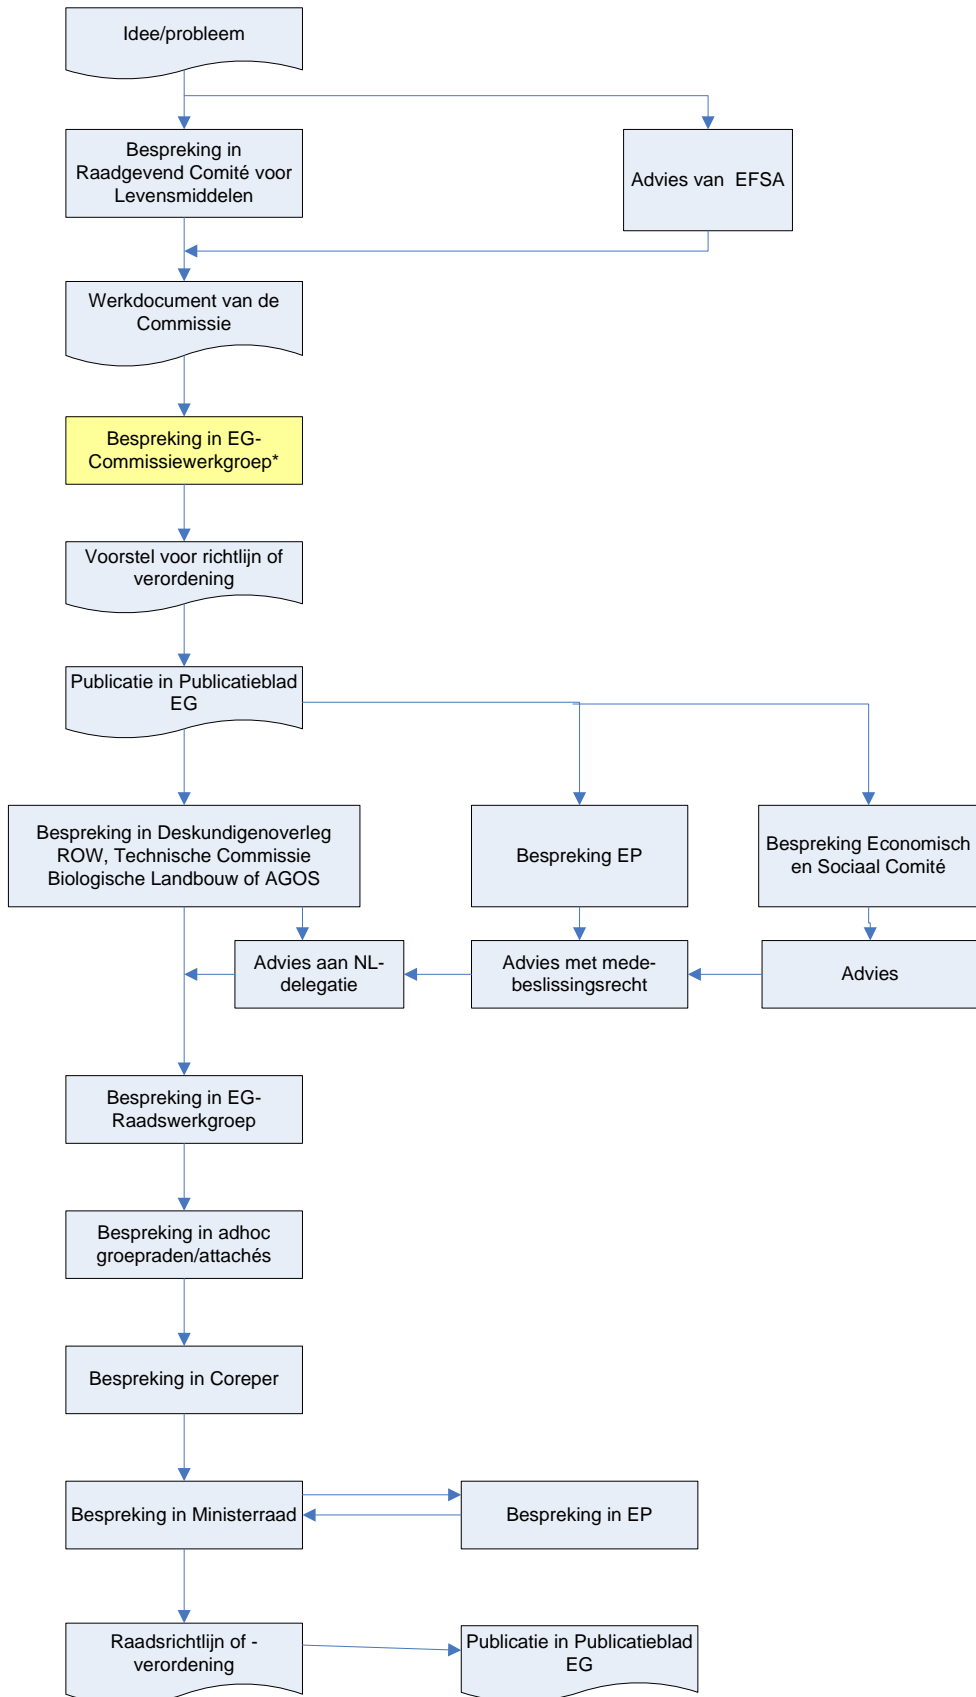 Idee/probleem
Bespreking in
Raadgevend Comité voor
Levensmiddelen
Advies van EFSA
Werkdocument van de
Commissie
Bespreking in EG-
Commissiewerkgroep*
Voorstel voor richtlijn of
verordening
Publicatie in Publicatieblad
EG
Bespreking in Deskundigenoverleg
ROW, Technische Commissie
Biologische Landbouw of AGOS
Bespreking EP
Bespreking Economisch
en Sociaal Comité
Advies aan NL-
delegatie
Advies met mede-
beslissingsrecht
Advies
Bespreking in EG-
Raadswerkgroep
Bespreking in adhoc
groepraden/attachés
Bespreking in Coreper
Bespreking in Ministerraad
Bespreking in EP
Raadsrichtlijn of -
verordening
Publicatie in Publicatieblad
EG